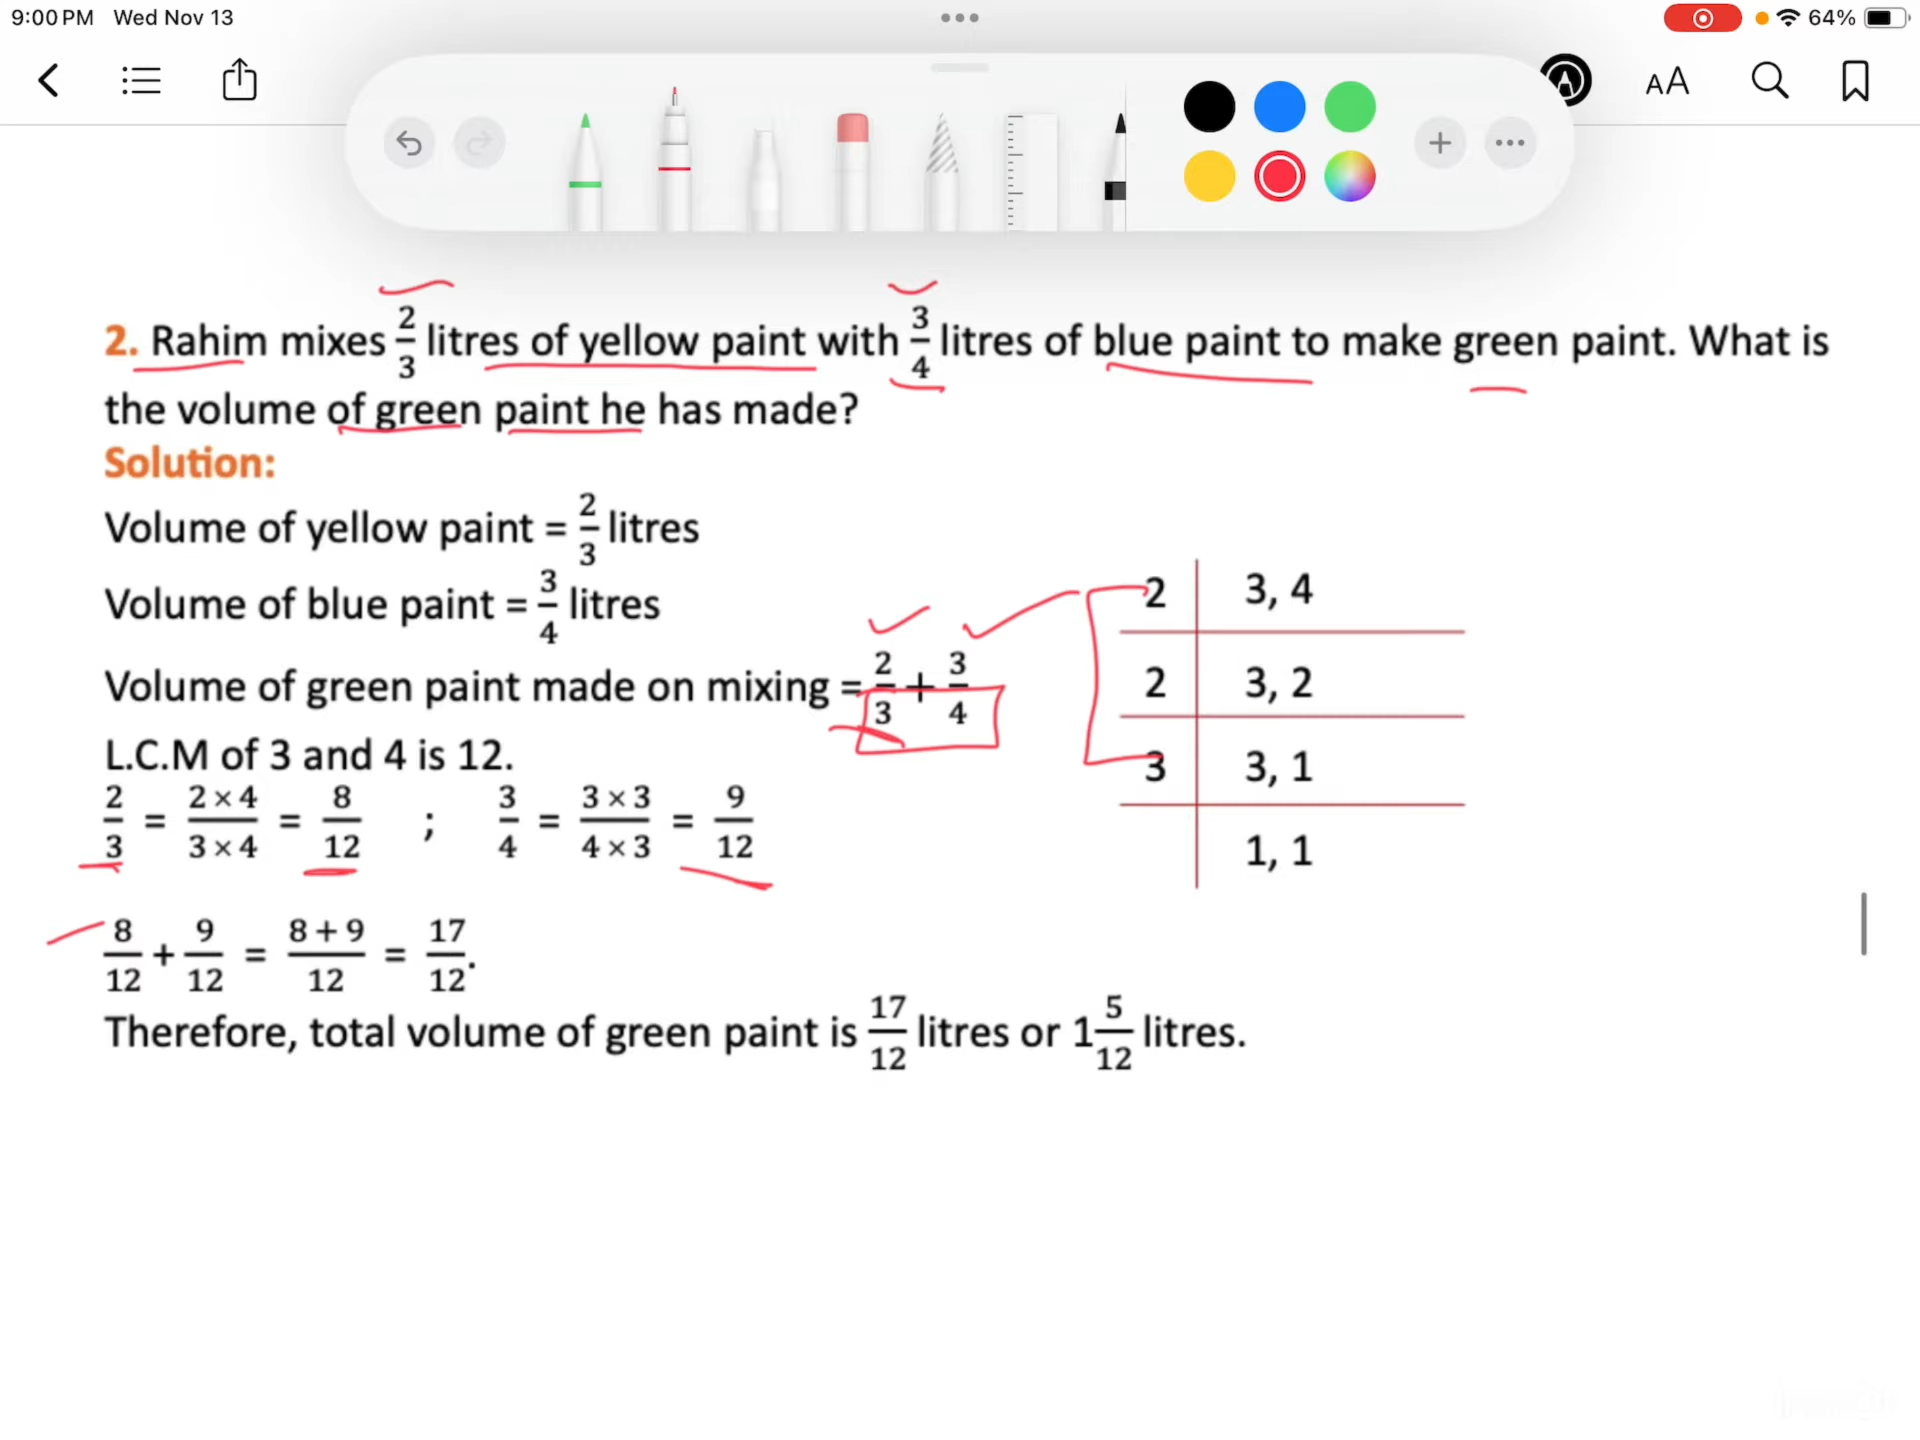 9:00 PM Wed Nov 13
64%
AA
2. Rahim mixes 2/3 litres of yellow paint with 3/4 litres of blue paint to make green paint. What is
the volume of green paint he has made?
Solution:
Volume of yellow paint = 2/3 litres
Volume of blue paint = 3/4 litres
Volume of green paint made on mixing = 2/3 + 3/4
L.C.M of 3 and 4 is 12.
2/3 = 2 × 4/3 × 4 = 8/12 ; 3/4 = 3 × 3/4 × 3 = 9/12
8/12 + 9/12 = 8 + 9/12 = 17/12.
Therefore, total volume of green paint is 17/12 litres or 1 5/12 litres.
2 3, 4
2 3, 2
3 3, 1
1, 1